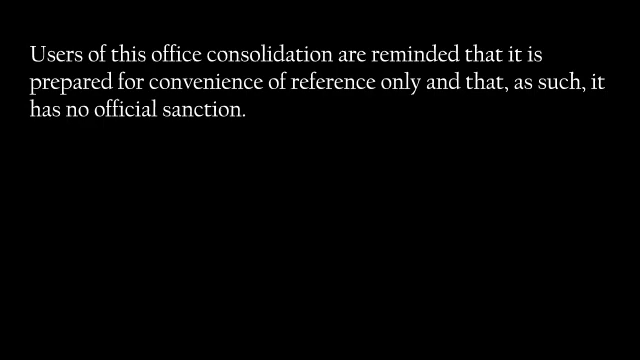 Users of this office consolidation are reminded that it is
prepared for convenience of reference only and that, as such, it
has no official sanction.